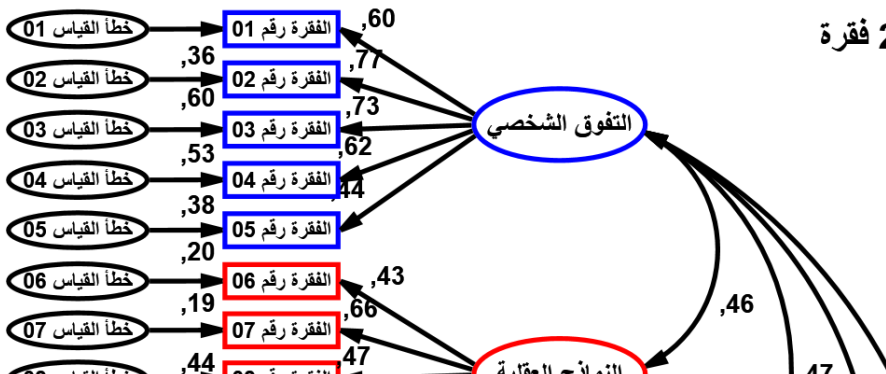 فقرة
خطأ القياس 01
الفقرة رقم 01
,60
,36
خطأ القياس 02
الفقرة رقم 02
,77
,60
خطأ القياس 03
الفقرة رقم 03
,73
التفوق الشخصي
,53
خطأ القياس 04
الفقرة رقم 04
,62
,38
خطأ القياس 05
الفقرة رقم 05
,44
,20
خطأ القياس 06
الفقرة رقم 06
,43
,46
,19
خطأ القياس 07
الفقرة رقم 07
,66
,44
,47
النماذج العقلية
,47